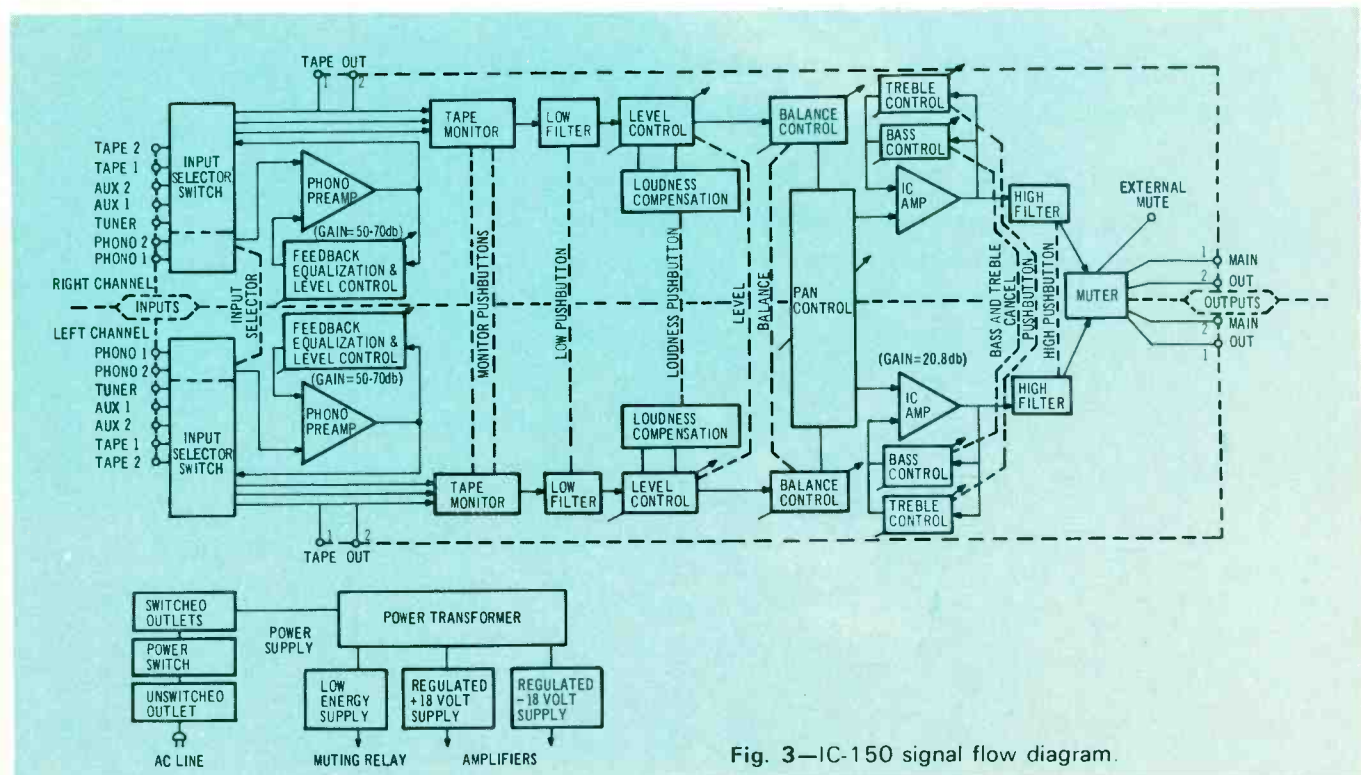 TAPE OUT
1 2
TAPE 2
TAPE 1
AUX 2
AUX 1
TUNER
PHONO 2
PHONO 1
INPUT
SELECTOR
SWITCH
PHONO
PREAMP
(GAIN=50-70db)
FEEDBACK
EQUALIZATION &
LEVEL CONTROL
TAPE
MONITOR
LOW
FILTER
LEVEL
CONTROL
LOUDNESS
COMPENSATION
BALANCE
CONTROL
TREBLE
CONTROL
BASS
CONTROL
IC
AMP
HIGH
FILTER
EXTERNAL
MUTE
RIGHT CHANNEL
INPUTS
LEFT CHANNEL
INPUT
SELECTOR
MONITOR PUSHBUTTONS
LOW PUSHBUTTON
LOUDNESS PUSHBUTTON
LEVEL
BALANCE
PAN
CONTROL
BASS AND TREBLE
CANCEL
PUSHBUTTON
HIGH PUSHBUTTON
MUTER
1 MAIN
2 OUT
OUTPUTS
MAIN
2
OUT
1
PHONO 1
PHONO 2
TUNER
AUX 1
AUX 2
TAPE 1
TAPE 2
INPUT
SELECTOR
SWITCH
FEEDBACK
EQUALIZATION &
LEVEL CONTROL
(GAIN=50-70db)
PHONO
PREAMP
LOUDNESS
COMPENSATION
TAPE
MONITOR
LOW
FILTER
LEVEL
CONTROL
BALANCE
CONTROL
(GAIN=20.8db)
IC
AMP
HIGH
FILTER
BASS
CONTROL
TREBLE
CONTROL
1 2
TAPE OUT
SWITCHED
OUTLETS
POWER
SWITCH
UNSWITCHED
OUTLET
AC LINE
POWER
SUPPLY
POWER TRANSFORMER
LOW
ENERGY
SUPPLY
REGULATED
+18 VOLT
SUPPLY
REGULATED
-18 VOLT
SUPPLY
MUTING RELAY
AMPLIFIERS
Fig. 3—IC-150 signal flow diagram.